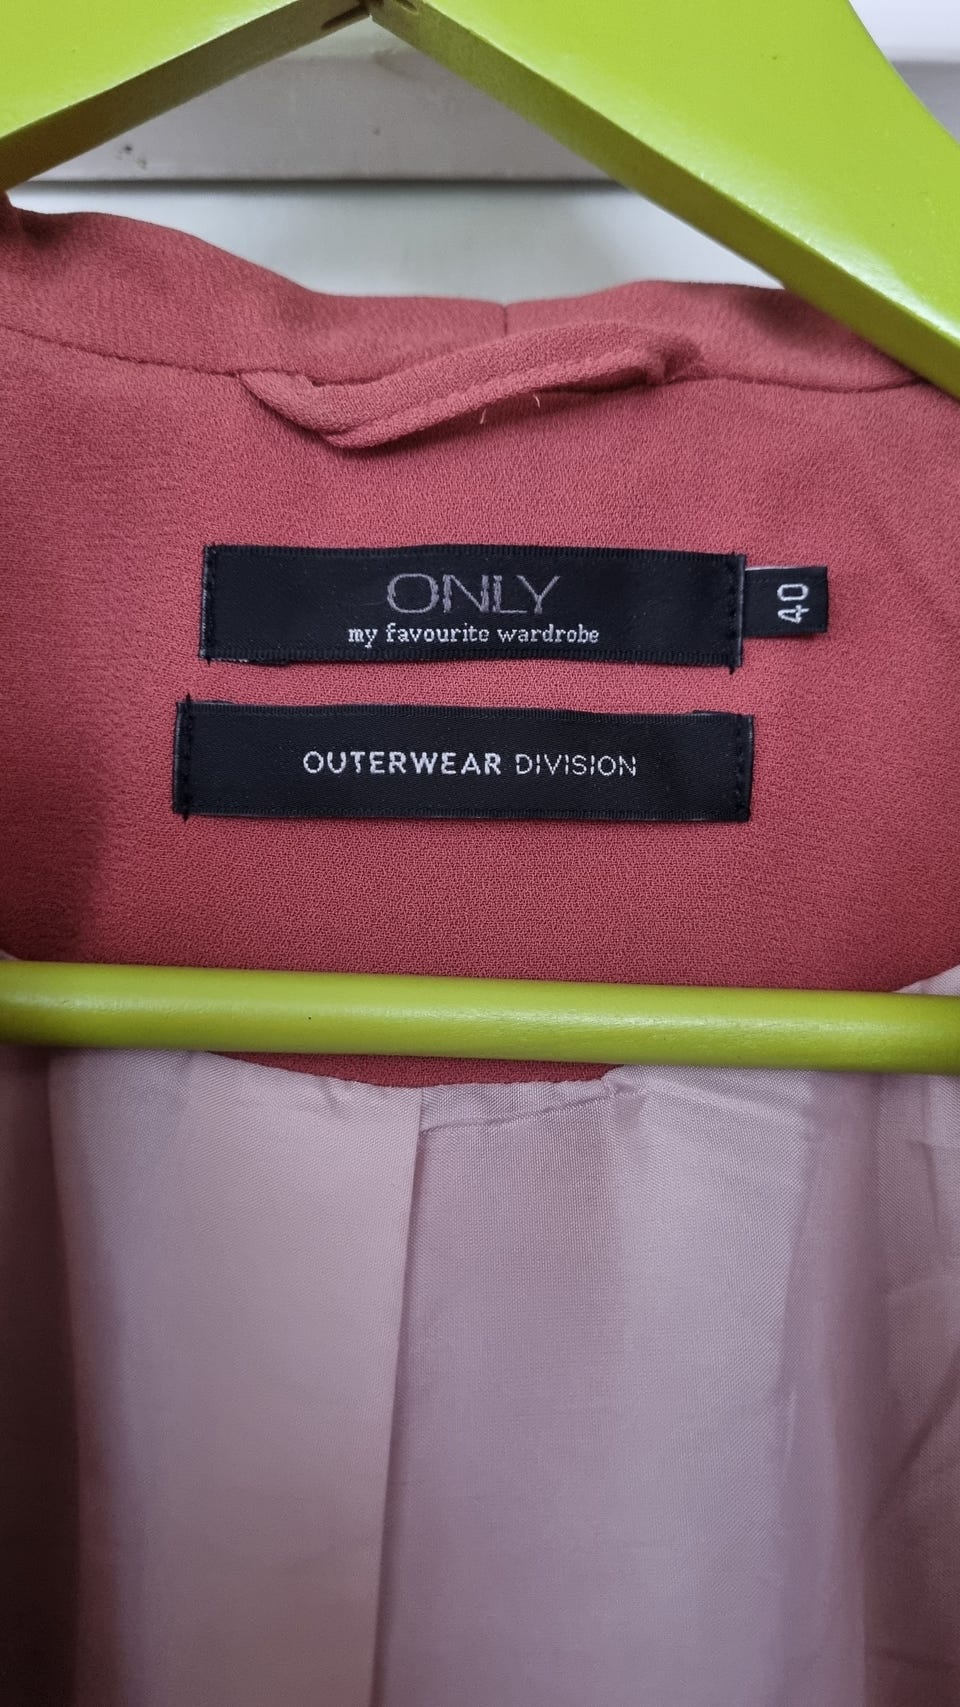 ONLY
my favourite wardrobe
40
OUTERWEAR DIVISION